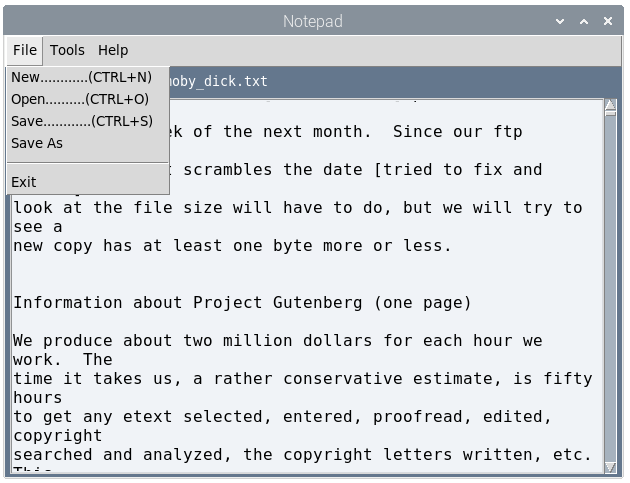 Notepad
File Tools Help
New............(CTRL+N)
Open..........(CTRL+O)
Save............(CTRL+S)
Save As
Exit
moby_dick.txt
of the next month.  Since our ftp
scrambles the date [tried to fix and
look at the file size will have to do, but we will try to
see a
new copy has at least one byte more or less.
Information about Project Gutenberg (one page)
We produce about two million dollars for each hour we
work.  The
time it takes us, a rather conservative estimate, is fifty
hours
to get any etext selected, entered, proofread, edited,
copyright
searched and analyzed, the copyright letters written, etc.
This